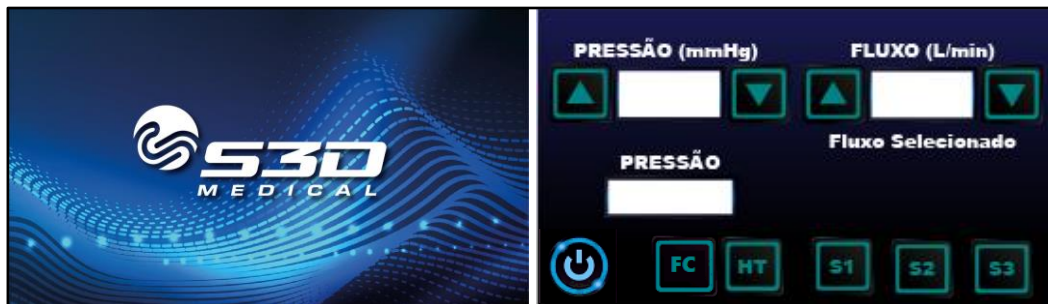 S3D
MEDICAL
PRESSÃO (mmHg)
FLUXO (L/min)
Fluxo Selecionado
PRESSÃO
FC
HT
S1
S2
S3